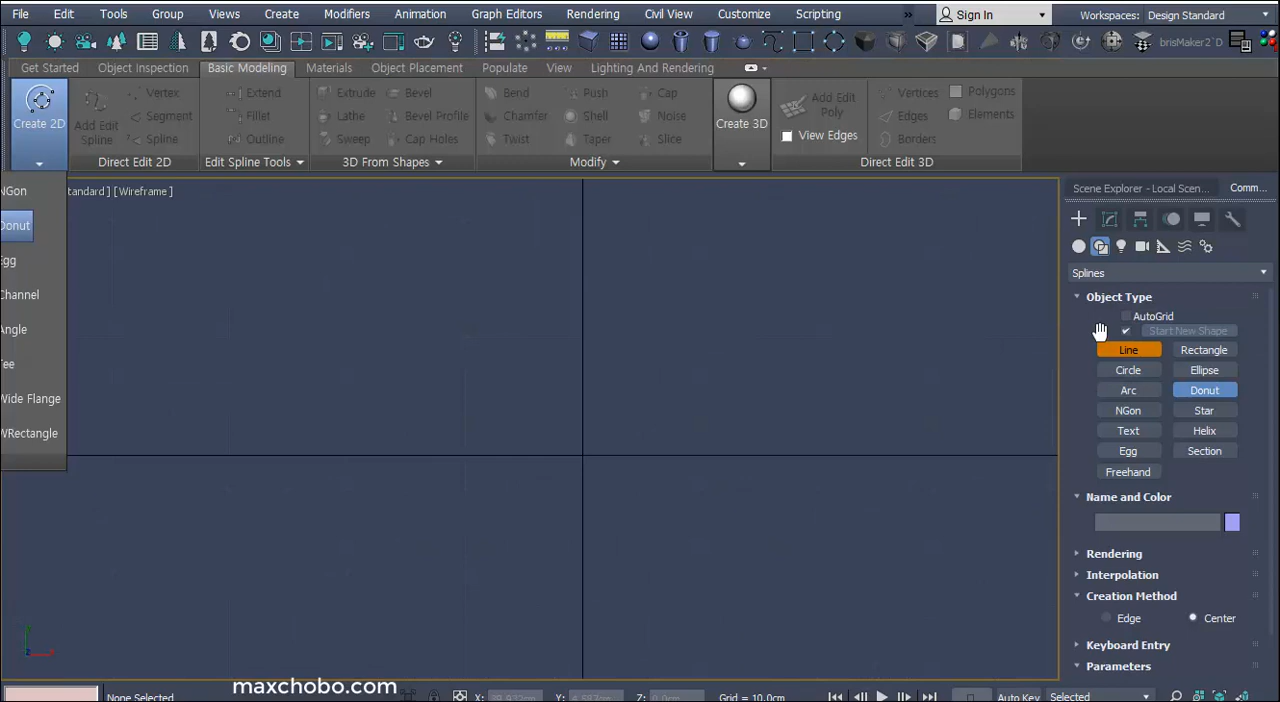 File Edit Tools Group Views Create Modifiers Animation Graph Editors Rendering Civil View Customize Scripting » Sign In Workspaces: Design Standard
brisMaker2`D
Get Started Object Inspection Basic Modeling Materials Object Placement Populate View Lighting And Rendering
Vertex Extend Extrude Bevel Bend Push Cap Vertices Polygons
Create 2D Add Edit Spline Segment Fillet Lathe Bevel Profile Chamfer Shell Noise Create 3D Add Edit Poly Edges Elements
Spline Outline Sweep Cap Holes Twist Taper Slice View Edges Borders
Direct Edit 2D Edit Spline Tools 3D From Shapes Modify Direct Edit 3D
NGon tandard ] [Wireframe ] Scene Explorer - Local Scen... Comm...
Donut
Egg
Channel
Angle
Tee
Wide Flange
WRectangle
Splines
Object Type
AutoGrid
Start New Shape
Line Rectangle
Circle Ellipse
Arc Donut
NGon Star
Text Helix
Egg Section
Freehand
Name and Color
Rendering
Interpolation
Creation Method
Edge Center
Keyboard Entry
Parameters
maxchobo.com
None Selected X: Y: Z: 0.0cm Grid = 10.0cm Auto Key Selected